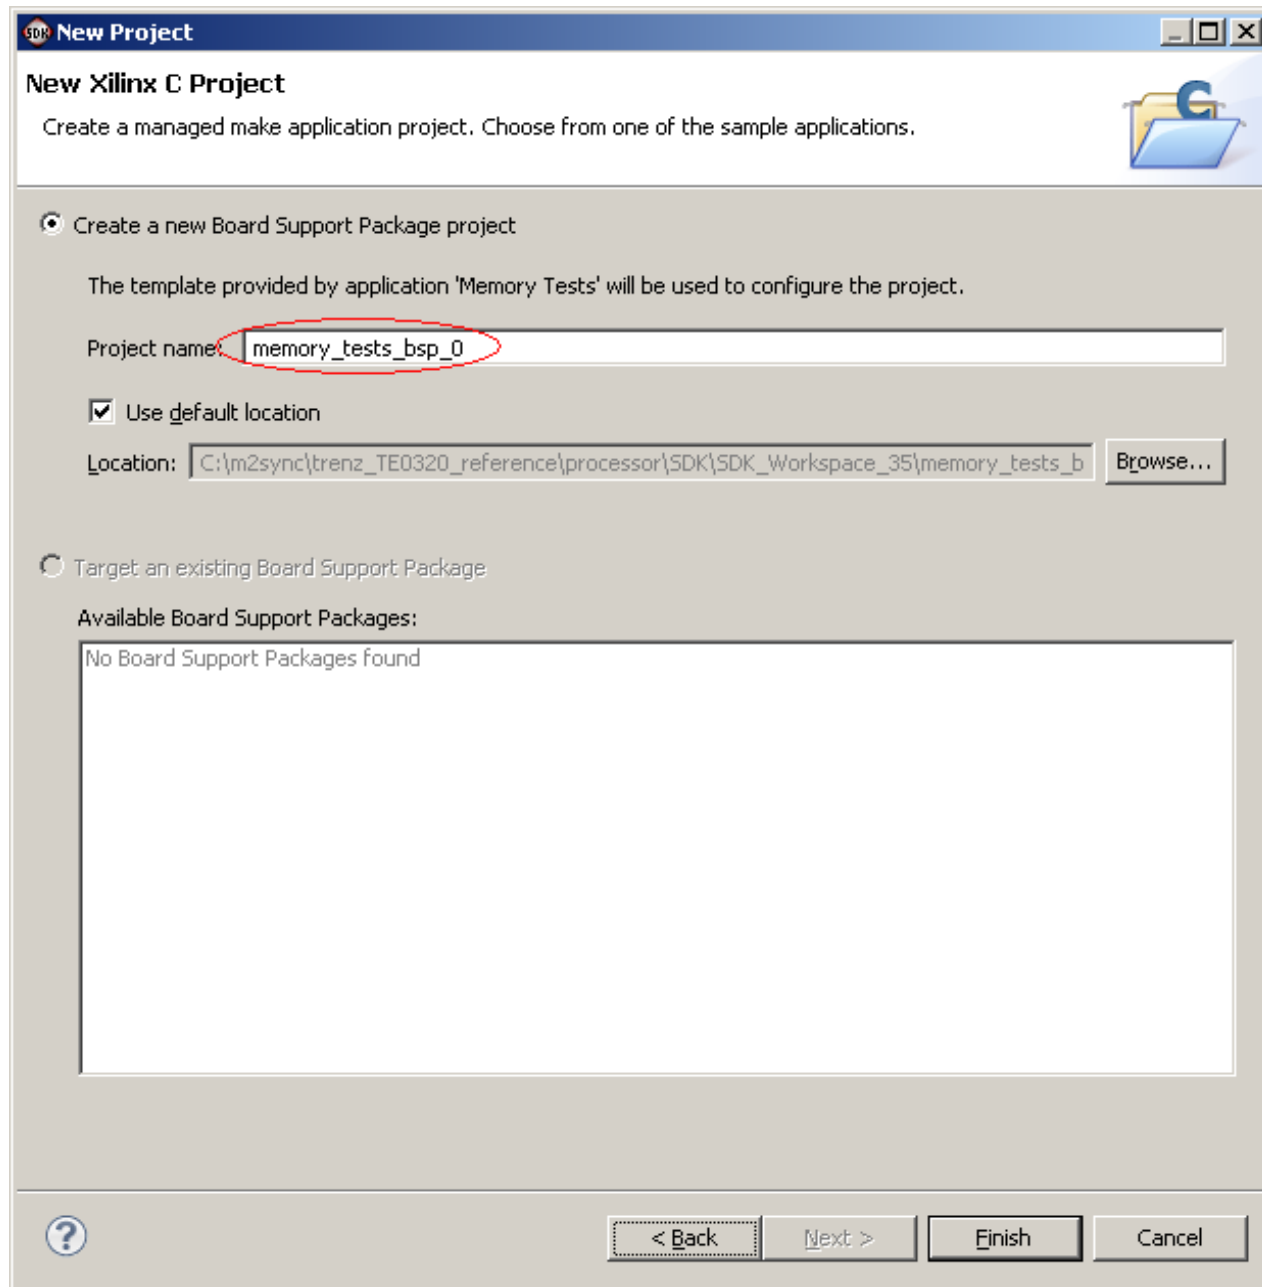 SDK New Project
New Xilinx C Project
Create a managed make application project. Choose from one of the sample applications.
C
Create a new Board Support Package project
The template provided by application 'Memory Tests' will be used to configure the project.
Project name: memory_tests_bsp_0
Use default location
Location: C:\m2sync\trenz_TE0320_reference\processor\SDK\SDK_Workspace_35\memory_tests_b Browse...
Target an existing Board Support Package
Available Board Support Packages:
No Board Support Packages found
? < Back Next > Finish Cancel